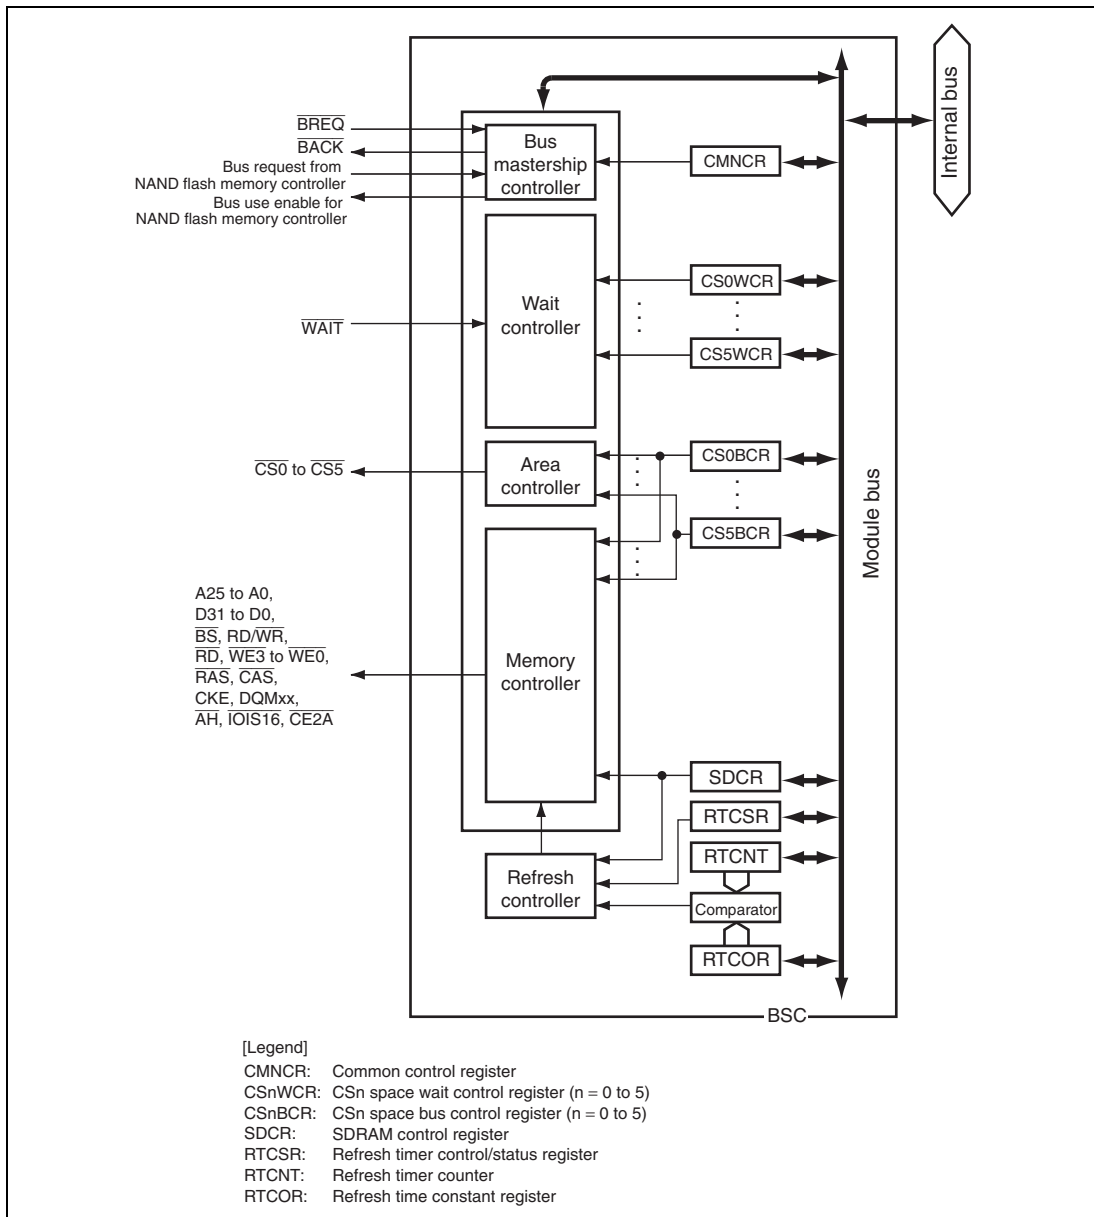 BREQ
BACK
Bus request from
NAND flash memory controller
Bus use enable for
NAND flash memory controller
Bus
mastership
controller
CMNCR
Internal bus
WAIT
Wait
controller
CS0WCR
CS5WCR
CS0 to CS5
Area
controller
CS0BCR
CS5BCR
Module bus
A25 to A0,
D31 to D0,
BS, RD/WR,
RD, WE3 to WE0,
RAS, CAS,
CKE, DQMxx,
AH, IOIS16, CE2A
Memory
controller
SDCR
RTCSR
RTCNT
Refresh
controller
Comparator
RTCOR
BSC
[Legend]
CMNCR: Common control register
CSnWCR: CSn space wait control register (n = 0 to 5)
CSnBCR: CSn space bus control register (n = 0 to 5)
SDCR: SDRAM control register
RTCSR: Refresh timer control/status register
RTCNT: Refresh timer counter
RTCOR: Refresh time constant register